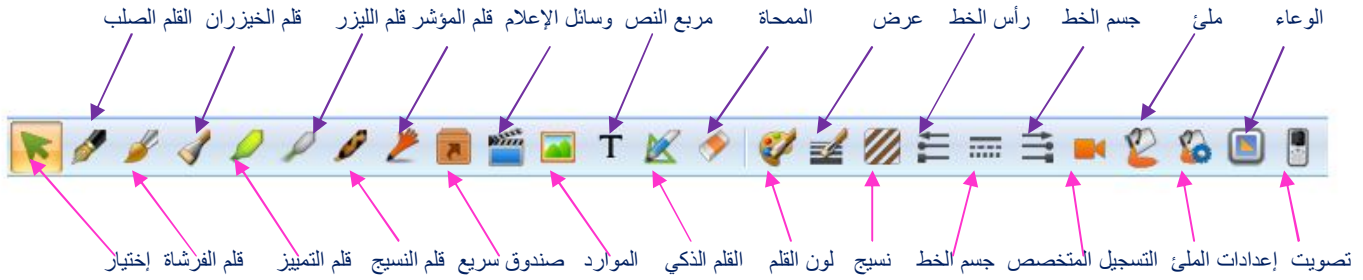 الوعاء ملئ جسم الخط رأس الخط عرض الممحاة مربع النص وسائل الإعلام قلم المؤشر قلم الليزر قلم الخيزران القلم الصلب
T
تصويت إعدادات الملئ التسجيل المتخصص جسم الخط نسيج لون القلم القلم الذكي الموارد صندوق سريع قلم النسيج قلم التمييز قلم الفرشاة إختيار